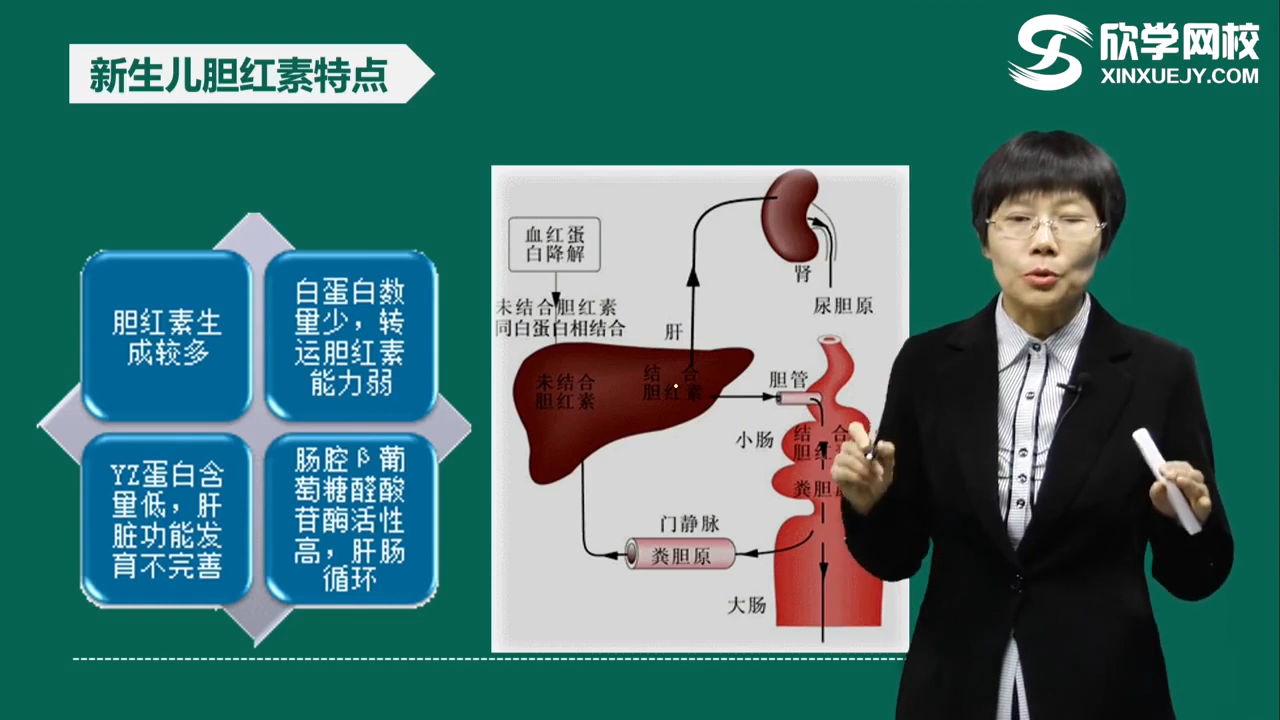 欣学网校
XINXUEJY.COM
新生儿胆红素特点
胆红素生
成较多
白蛋白数
量少，转
运胆红素
能力弱
YZ蛋白含
量低，肝
脏功能发
育不完善
肠腔β葡
萄糖醛酸
苷酶活性
高，肝肠
循环
血红蛋
白降解
未结合胆红素
同白蛋白相结合
肝
肾
尿胆原
未结合
胆红素
结合
胆红素
胆管
小肠
结合
胆红
粪胆
门静脉
粪胆原
大肠